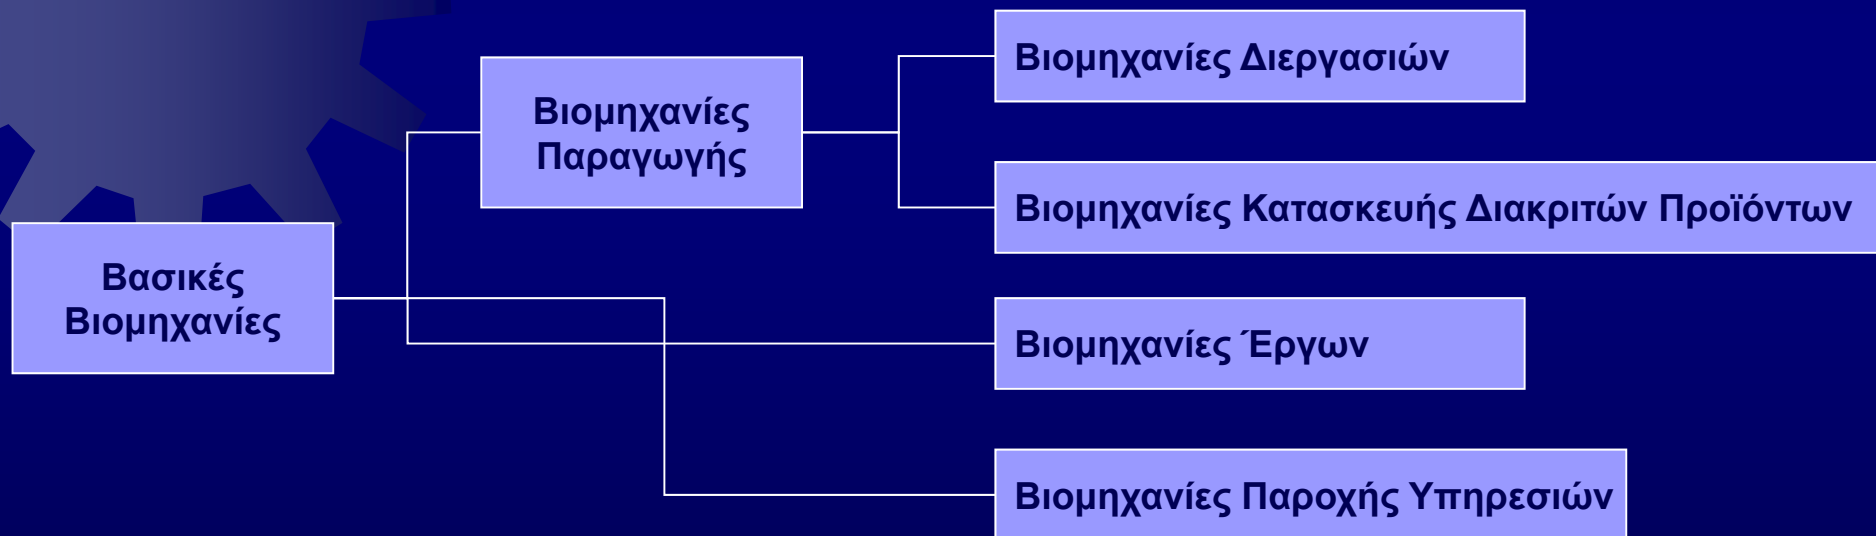 Βιομηχανίες Διεργασιών
Βιομηχανίες
Παραγωγής
Βιομηχανίες Κατασκευής Διακριτών Προϊόντων
Βασικές
Βιομηχανίες
Βιομηχανίες Έργων
Βιομηχανίες Παροχής Υπηρεσιών